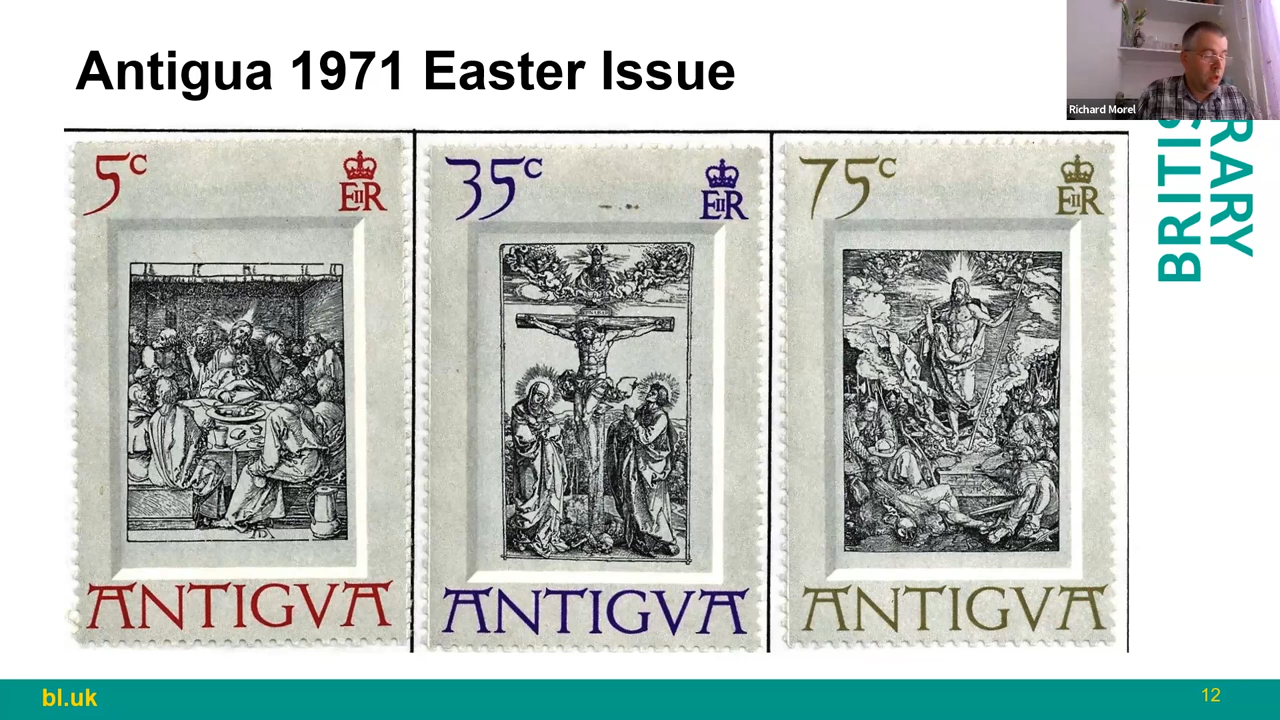 Antigua 1971 Easter Issue
Richard Morel
5c
EIIR
35c
EIIR
75c
EIIR
ANTIGVA
ANTIGVA
ANTIGVA
BRITIS
RARY
bl.uk
12